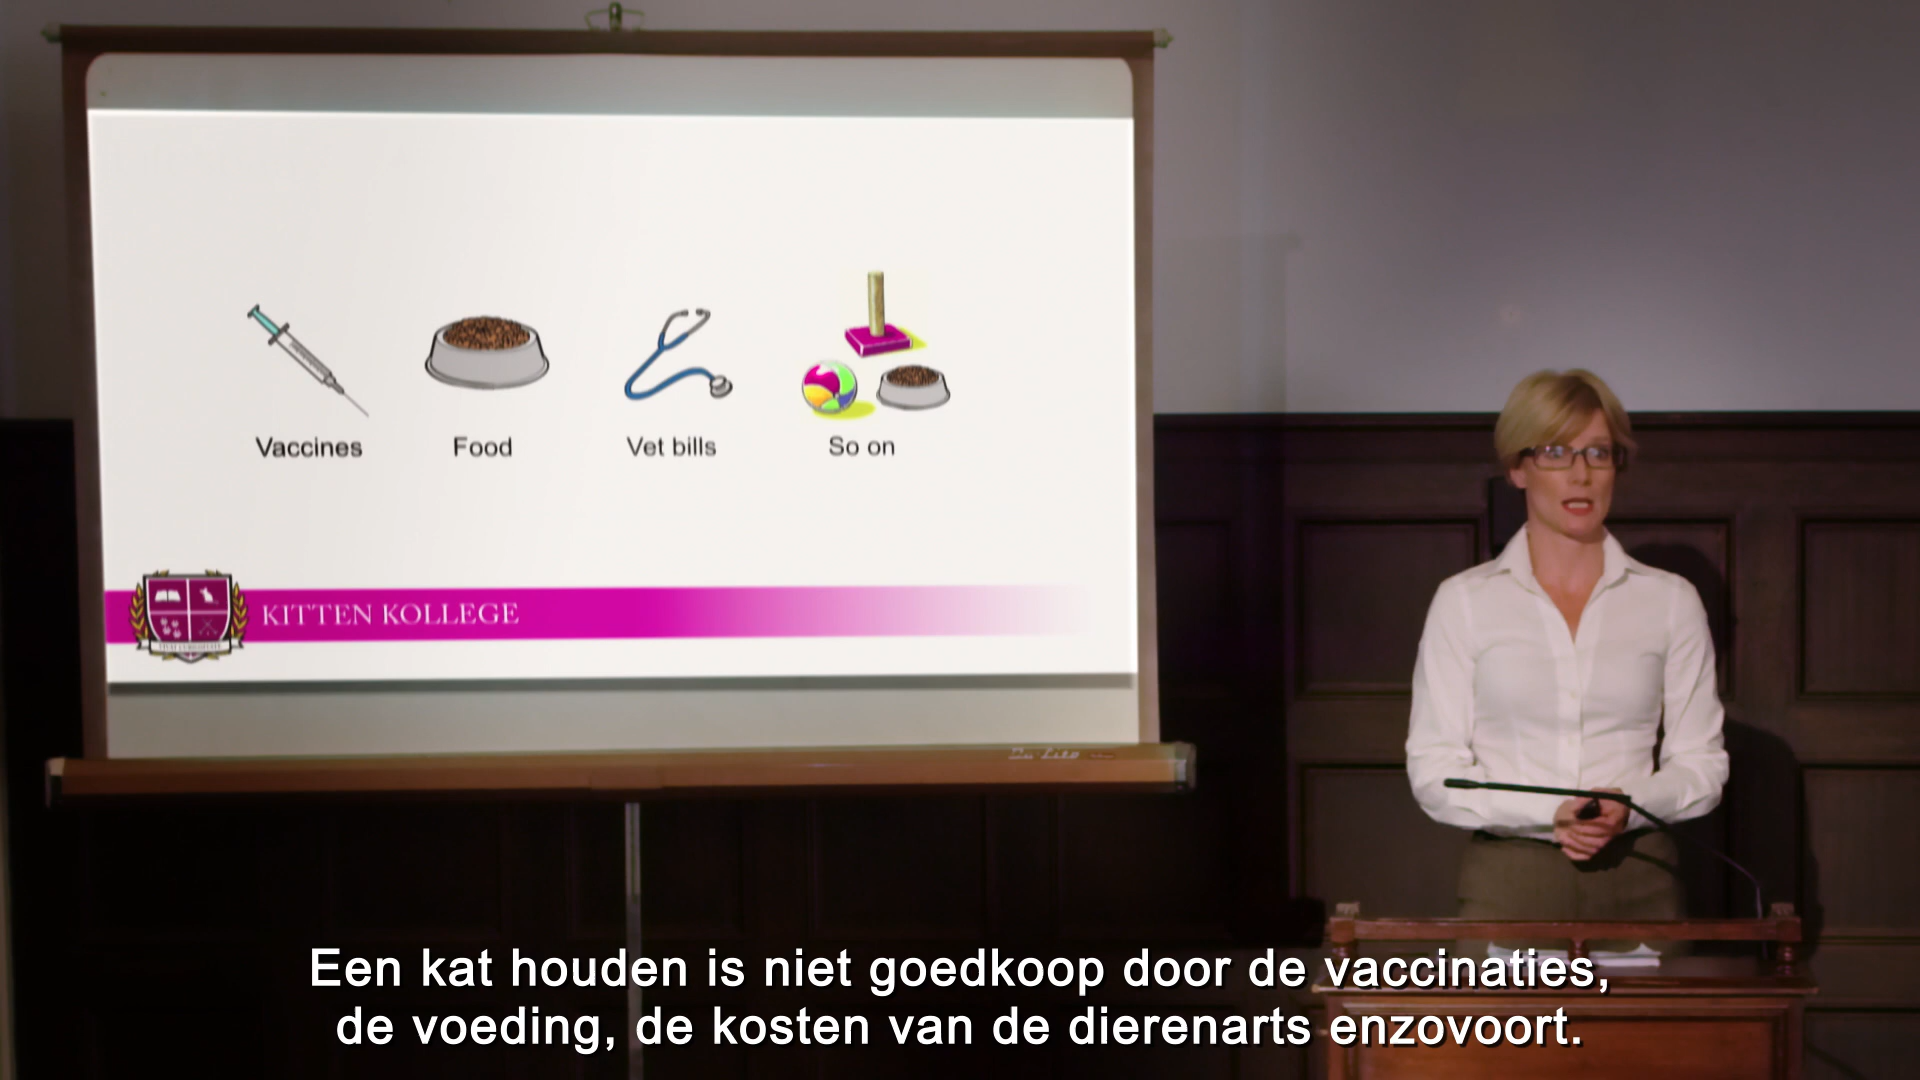 Vaccines Food Vet bills So on
KITTEN KOLLEGE
Een kat houden is niet goedkoop door de vaccinaties,
de voeding, de kosten van de dierenarts enzovoort.